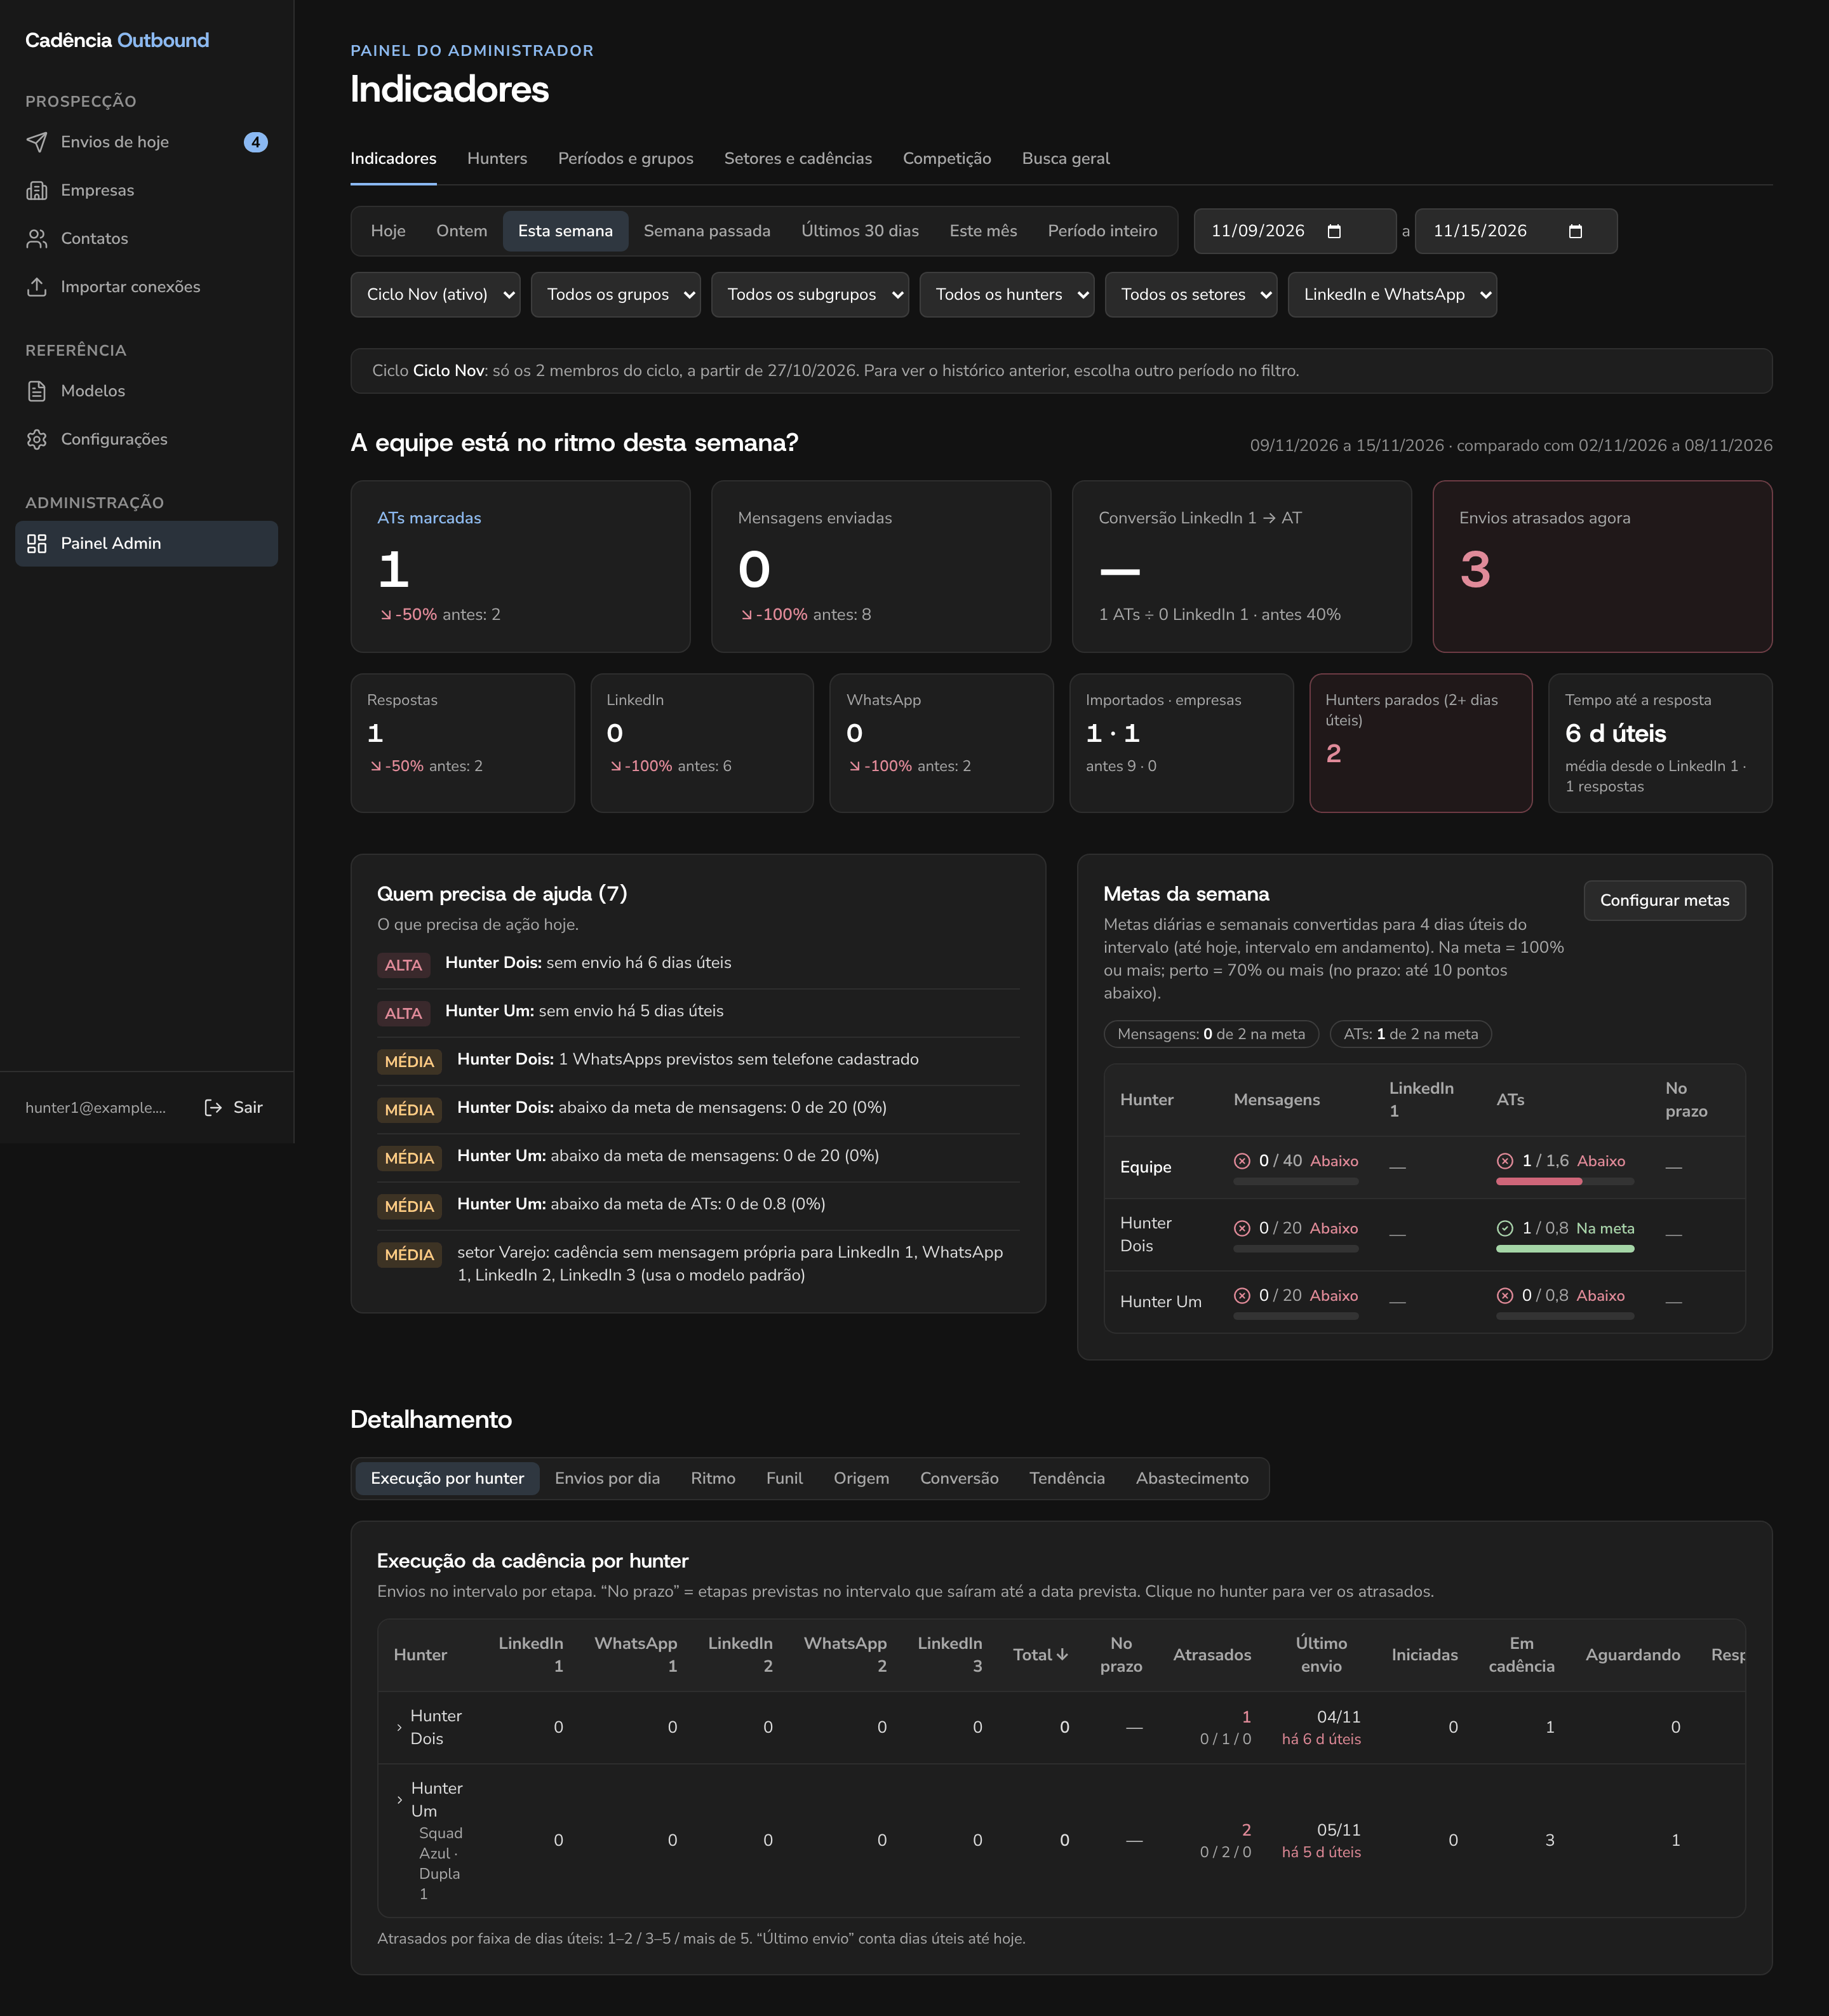 Cadência Outbound
PROSPECÇÃO
Envios de hoje 4
Empresas
Contatos
Importar conexões
REFERÊNCIA
Modelos
Configurações
ADMINISTRAÇÃO
Painel Admin
hunter1@example.... Sair
PAINEL DO ADMINISTRADOR
Indicadores
Indicadores Hunters Períodos e grupos Setores e cadências Competição Busca geral
Hoje Ontem Esta semana Semana passada Últimos 30 dias Este mês Período inteiro 11/09/2026 a 11/15/2026
Ciclo Nov (ativo) Todos os grupos Todos os subgrupos Todos os hunters Todos os setores LinkedIn e WhatsApp
Ciclo Ciclo Nov: só os 2 membros do ciclo, a partir de 27/10/2026. Para ver o histórico anterior, escolha outro período no filtro.
A equipe está no ritmo desta semana? 09/11/2026 a 15/11/2026 · comparado com 02/11/2026 a 08/11/2026
ATs marcadas
1
↘ -50% antes: 2
Mensagens enviadas
0
↘ -100% antes: 8
Conversão LinkedIn 1 → AT
—
1 ATs ÷ 0 LinkedIn 1 · antes 40%
Envios atrasados agora
3
Respostas
1
↘ -50% antes: 2
LinkedIn
0
↘ -100% antes: 6
WhatsApp
0
↘ -100% antes: 2
Importados · empresas
1 · 1
antes 9 · 0
Hunters parados (2+ dias
úteis)
2
Tempo até a resposta
6 d úteis
média desde o LinkedIn 1 ·
1 respostas
Quem precisa de ajuda (7)
O que precisa de ação hoje.
ALTA Hunter Dois: sem envio há 6 dias úteis
ALTA Hunter Um: sem envio há 5 dias úteis
MÉDIA Hunter Dois: 1 WhatsApps previstos sem telefone cadastrado
MÉDIA Hunter Dois: abaixo da meta de mensagens: 0 de 20 (0%)
MÉDIA Hunter Um: abaixo da meta de mensagens: 0 de 20 (0%)
MÉDIA Hunter Um: abaixo da meta de ATs: 0 de 0.8 (0%)
MÉDIA setor Varejo: cadência sem mensagem própria para LinkedIn 1, WhatsApp
1, LinkedIn 2, LinkedIn 3 (usa o modelo padrão)
Metas da semana
Configurar metas
Metas diárias e semanais convertidas para 4 dias úteis do
intervalo (até hoje, intervalo em andamento). Na meta = 100%
ou mais; perto = 70% ou mais (no prazo: até 10 pontos
abaixo).
Mensagens: 0 de 2 na meta ATs: 1 de 2 na meta
Hunter Mensagens LinkedIn 1 ATs No prazo
Equipe 0 / 40 Abaixo — 1 / 1,6 Abaixo —
Hunter Dois 0 / 20 Abaixo — 1 / 0,8 Na meta —
Hunter Um 0 / 20 Abaixo — 0 / 0,8 Abaixo —
Detalhamento
Execução por hunter Envios por dia Ritmo Funil Origem Conversão Tendência Abastecimento
Execução da cadência por hunter
Envios no intervalo por etapa. “No prazo” = etapas previstas no intervalo que saíram até a data prevista. Clique no hunter para ver os atrasados.
Hunter LinkedIn 1 WhatsApp 1 LinkedIn 2 WhatsApp 2 LinkedIn 3 Total ↓ No prazo Atrasados Último envio Iniciadas Em cadência Aguardando Resp
Hunter Dois 0 0 0 0 0 0 — 1 04/11 0 1 0
0 / 1 / 0 há 6 d úteis
Hunter Um
Squad Azul · Dupla 1
0 0 0 0 0 0 — 2 05/11 0 3 1
0 / 2 / 0 há 5 d úteis
Atrasados por faixa de dias úteis: 1–2 / 3–5 / mais de 5. “Último envio” conta dias úteis até hoje.